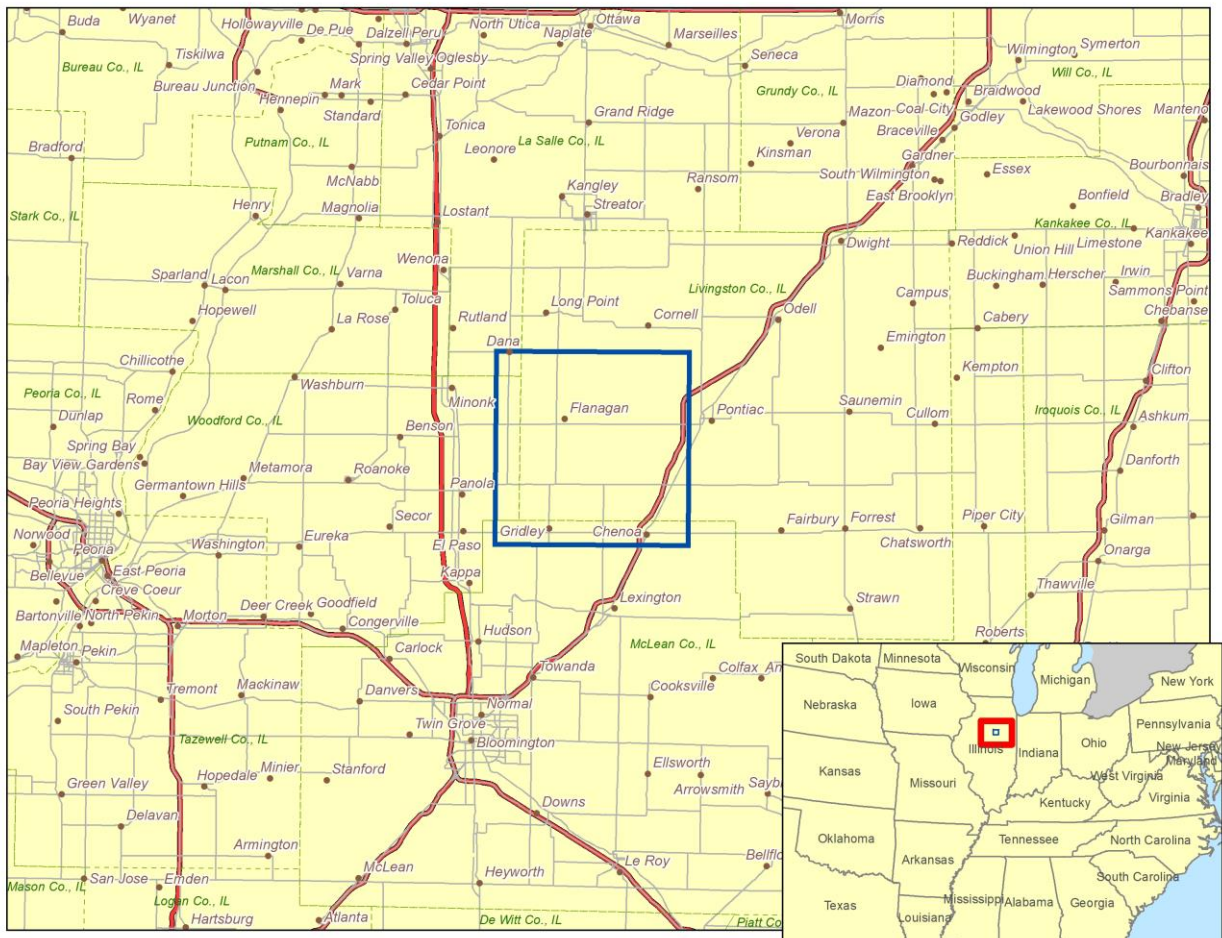 Buda
Wyanet
Hollowayville
De Pue
Dalzell
Peru
North Utica
Naplate
Ottawa
Marseilles
Morris
Tiskilwa
Spring Valley
Oglesby
Seneca
Wilmington
Symerton
Bureau Co., IL
Bureau Junction
Mark
Cedar Point
Grundy Co., IL
Diamond
Will Co., IL
Hennepin
Standard
Grand Ridge
Mazon
Coal City
Braidwood
Godley
Lakewood Shores
Manteno
Putnam Co., IL
Tonica
La Salle Co., IL
Verona
Braceville
Bradford
Leonore
Kinsman
Gardner
McNabb
South Wilmington
Essex
Bourbonnais
Stark Co., IL
Kangley
Ransom
East Brooklyn
Bonfield
Bradley
Henry
Magnolia
Lostant
Streator
Kankakee Co., IL
Dwight
Reddick
Union Hill
Limestone
Kankakee
Wenona
Sparland
Lacon
Marshall Co., IL
Varna
Livingston Co., IL
Buckingham
Herscher
Irwin
Toluca
Long Point
Campus
Sammons Point
Hopewell
La Rose
Rutland
Cornell
Odell
Cabery
Chebanse
Dana
Emington
Chillicothe
Kempton
Clifton
Peoria Co., IL
Washburn
Minonk
Rome
Dunlap
Woodford Co., IL
Flanagan
Pontiac
Saunemin
Cullom
Iroquois Co., IL
Ashkum
Spring Bay
Benson
Bay View Gardens
Metamora
Roanoke
Danforth
Germantown Hills
Panola
Peoria Heights
Secor
Gridley
Chenoa
Fairbury
Forrest
Piper City
Gilman
Norwood
Eureka
Peoria
Washington
El Paso
Chatsworth
Onarga
Bellevue
East Peoria
Kappa
Thawville
Creve Coeur
Deer Creek
Goodfield
Lexington
Strawn
Bartonville
North Pekin
Morton
Congerville
Hudson
McLean Co., IL
Roberts
Mapleton
Pekin
Carlock
Towanda
Colfax
Tremont
Mackinaw
Danvers
Cooksville
South Pekin
Normal
Twin Grove
Tazewell Co., IL
Bloomington
Green Valley
Hopedale
Minier
Stanford
Ellsworth
Arrowsmith
Delavan
Downs
Armington
McLean
Le Roy
Mason Co., IL
San Jose
Emden
Heyworth
Logan Co., IL
Hartsburg
Atlanta
De Witt Co., IL
South Dakota
Minnesota
Wisconsin
Michigan
New York
Nebraska
Iowa
Pennsylvania
Illinois
Indiana
Ohio
New Jersey
Maryland
Kansas
Missouri
West Virginia
Virginia
Kentucky
Oklahoma
Tennessee
North Carolina
Arkansas
South Carolina
Texas
Louisiana
Mississippi
Alabama
Georgia